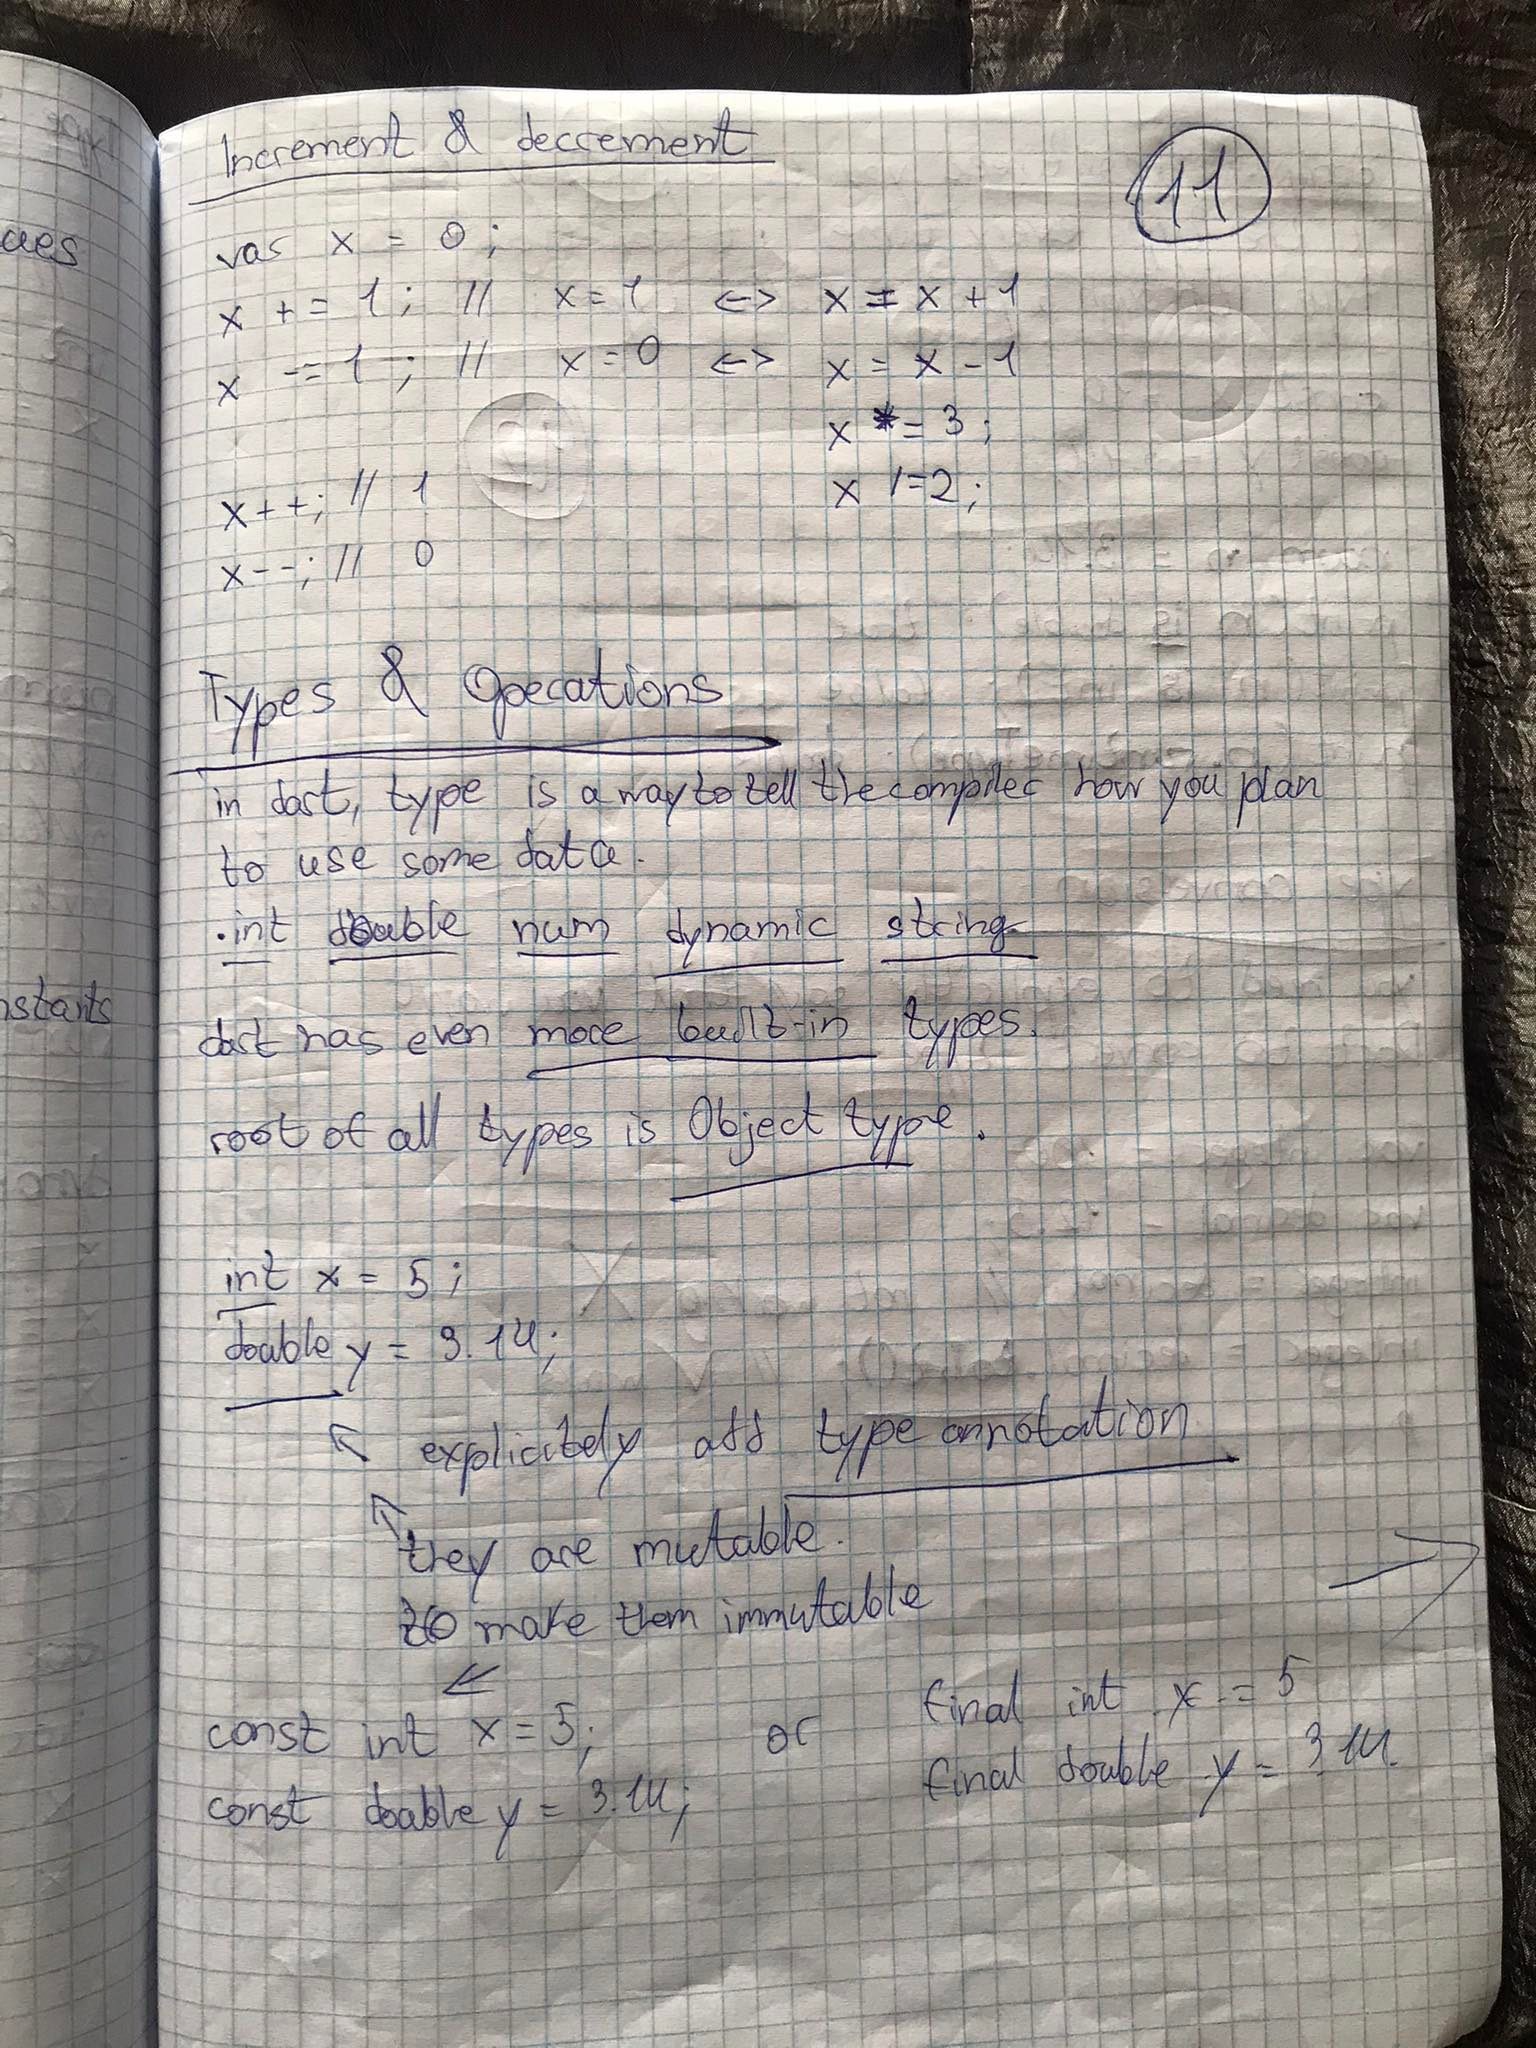 Increment & decrement
11
var x = 0;
x += 1; // x = 1 <-> x = x + 1
x -= 1; // x = 0 <-> x = x - 1
x *= 3;
x++; // 1
x /= 2;
x--; // 0
Types & Operations
in dart, type is a way to tell the compiler how you plan
to use some data.
. int double num dynamic string
dart has even more built-in types.
root of all types is Object type.
int x = 5;
double y = 3.14;
explicitely add type annotation
they are mutable.
to make them immutable
const int x = 5; or final int x = 5
const double y = 3.14; final double y = 3.14.
ues
nstants